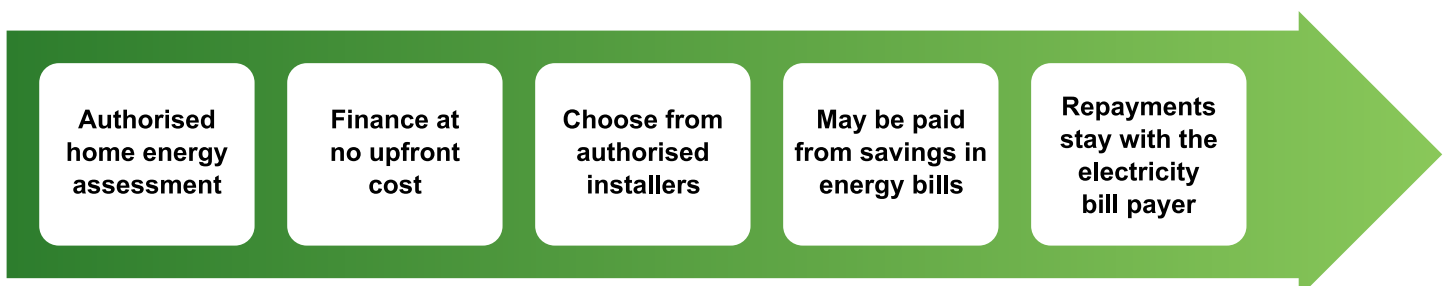 Authorised
home energy
assessment
Finance at
no upfront
cost
Choose from
authorised
installers
May be paid
from savings in
energy bills
Repayments
stay with the
electricity
bill payer